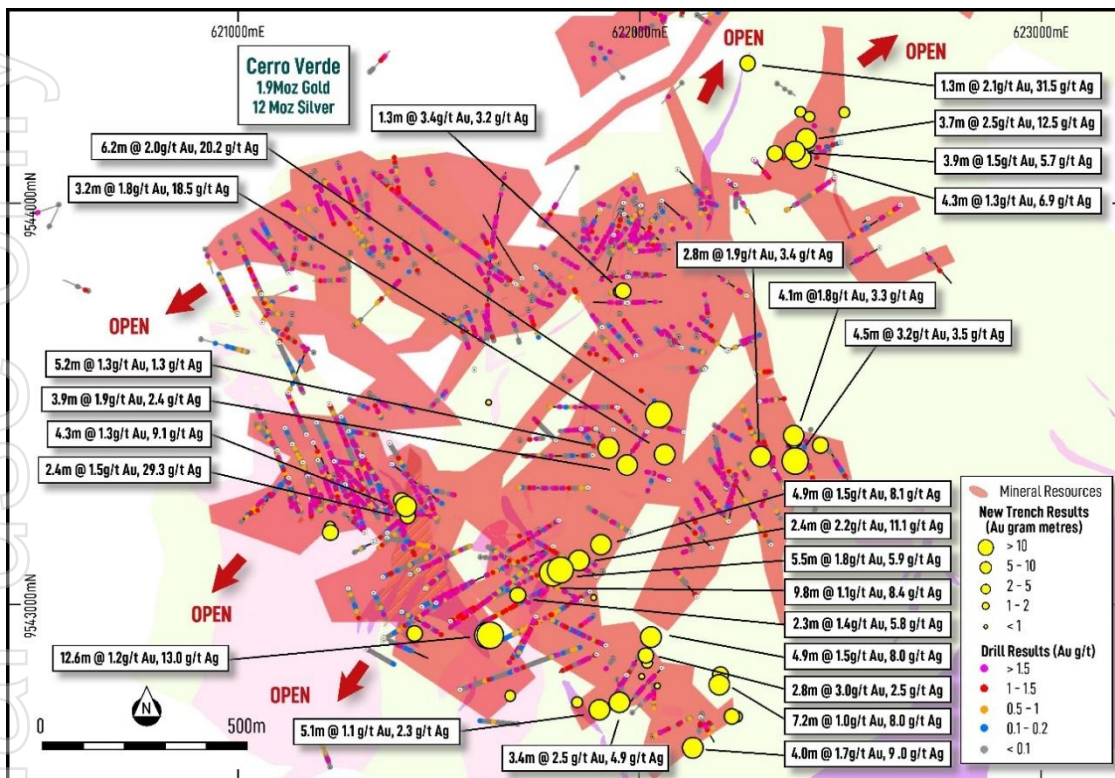 621000mE
622000mE
623000mE
OPEN
OPEN
Cerro Verde
1.9Moz Gold
12 Moz Silver
1.3m @ 2.1g/t Au, 31.5 g/t Ag
1.3m @ 3.4g/t Au, 3.2 g/t Ag
3.7m @ 2.5g/t Au, 12.5 g/t Ag
6.2m @ 2.0g/t Au, 20.2 g/t Ag
3.9m @ 1.5g/t Au, 5.7 g/t Ag
3.2m @ 1.8g/t Au, 18.5 g/t Ag
4.3m @ 1.3g/t Au, 6.9 g/t Ag
9544000mN
2.8m @ 1.9g/t Au, 3.4 g/t Ag
4.1m @1.8g/t Au, 3.3 g/t Ag
OPEN
4.5m @ 3.2g/t Au, 3.5 g/t Ag
5.2m @ 1.3g/t Au, 1.3 g/t Ag
3.9m @ 1.9g/t Au, 2.4 g/t Ag
4.3m @ 1.3g/t Au, 9.1 g/t Ag
2.4m @ 1.5g/t Au, 29.3 g/t Ag
4.9m @ 1.5g/t Au, 8.1 g/t Ag
2.4m @ 2.2g/t Au, 11.1 g/t Ag
5.5m @ 1.8g/t Au, 5.9 g/t Ag
9.8m @ 1.1g/t Au, 8.4 g/t Ag
2.3m @ 1.4g/t Au, 5.8 g/t Ag
4.9m @ 1.5g/t Au, 8.0 g/t Ag
2.8m @ 3.0g/t Au, 2.5 g/t Ag
7.2m @ 1.0g/t Au, 8.0 g/t Ag
4.0m @ 1.7g/t Au, 9.0 g/t Ag
OPEN
9543000mN
12.6m @ 1.2g/t Au, 13.0 g/t Ag
OPEN
5.1m @ 1.1 g/t Au, 2.3 g/t Ag
3.4m @ 2.5 g/t Au, 4.9 g/t Ag
N
0
500m
Mineral Resources
New Trench Results
(Au gram metres)
> 10
5 - 10
2 - 5
1 - 2
< 1
Drill Results (Au g/t)
> 1.5
1 - 1.5
0.5 - 1
0.1 - 0.2
< 0.1